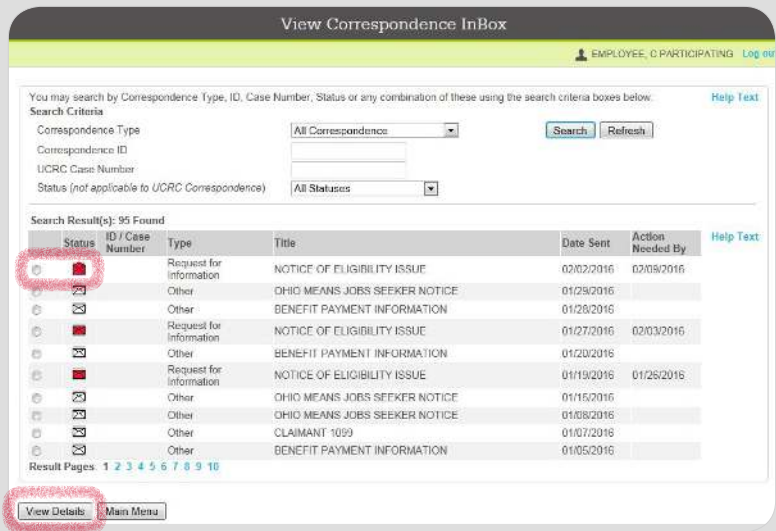 View Correspondence InBox
EMPLOYEE, C PARTICIPATING Log out
You may search by Correspondence Type, ID, Case Number, Status or any combination of these using the search criteria boxes below. Help Text
Search Criteria
Correspondence Type All Correspondence Search Refresh
Correspondence ID
UCRC Case Number
Status (not applicable to UCRC Correspondence) All Statuses
Search Result(s): 95 Found
Status ID / Case Number Type Title Date Sent Action Needed By Help Text
Request for Information NOTICE OF ELIGIBILITY ISSUE 02/02/2016 02/09/2016
Other OHIO MEANS JOBS SEEKER NOTICE 01/29/2016
Other BENEFIT PAYMENT INFORMATION 01/28/2016
Request for Information NOTICE OF ELIGIBILITY ISSUE 01/27/2016 02/03/2016
Other BENEFIT PAYMENT INFORMATION 01/20/2016
Request for Information NOTICE OF ELIGIBILITY ISSUE 01/19/2016 01/26/2016
Other OHIO MEANS JOBS SEEKER NOTICE 01/15/2016
Other OHIO MEANS JOBS SEEKER NOTICE 01/08/2016
Other CLAIMANT 1099 01/07/2016
Other BENEFIT PAYMENT INFORMATION 01/05/2016
Result Pages. 1 2 3 4 5 6 7 8 9 10
View Details Main Menu